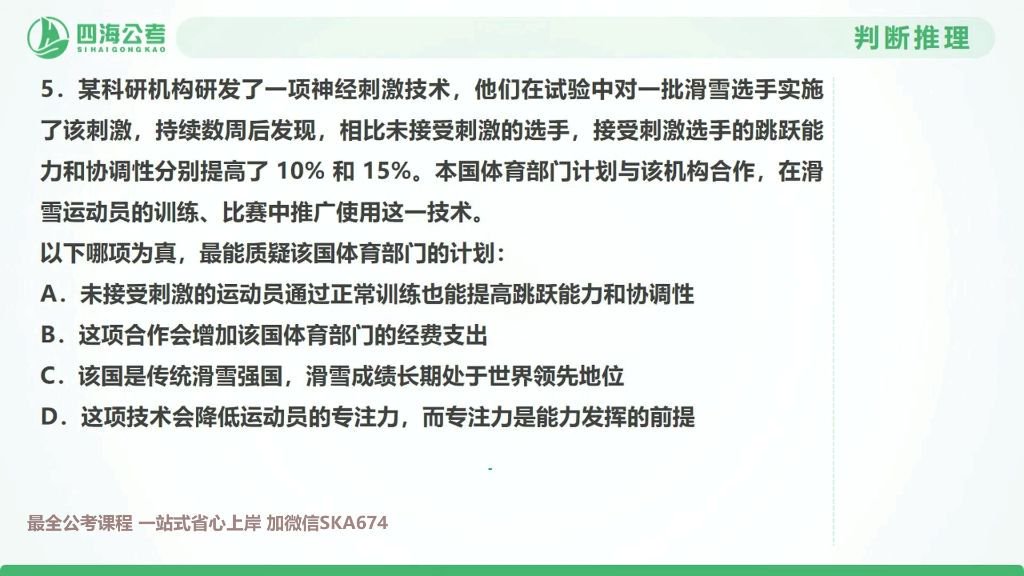 四海公考
SIHAIGONGKAO
判断推理
5．某科研机构研发了一项神经刺激技术，他们在试验中对一批滑雪选手实施
了该刺激，持续数周后发现，相比未接受刺激的选手，接受刺激选手的跳跃能
力和协调性分别提高了 10% 和 15%。本国体育部门计划与该机构合作，在滑
雪运动员的训练、比赛中推广使用这一技术。
以下哪项为真，最能质疑该国体育部门的计划：
A．未接受刺激的运动员通过正常训练也能提高跳跃能力和协调性
B．这项合作会增加该国体育部门的经费支出
C．该国是传统滑雪强国，滑雪成绩长期处于世界领先地位
D．这项技术会降低运动员的专注力，而专注力是能力发挥的前提
最全公考课程 一站式省心上岸 加微信SKA674